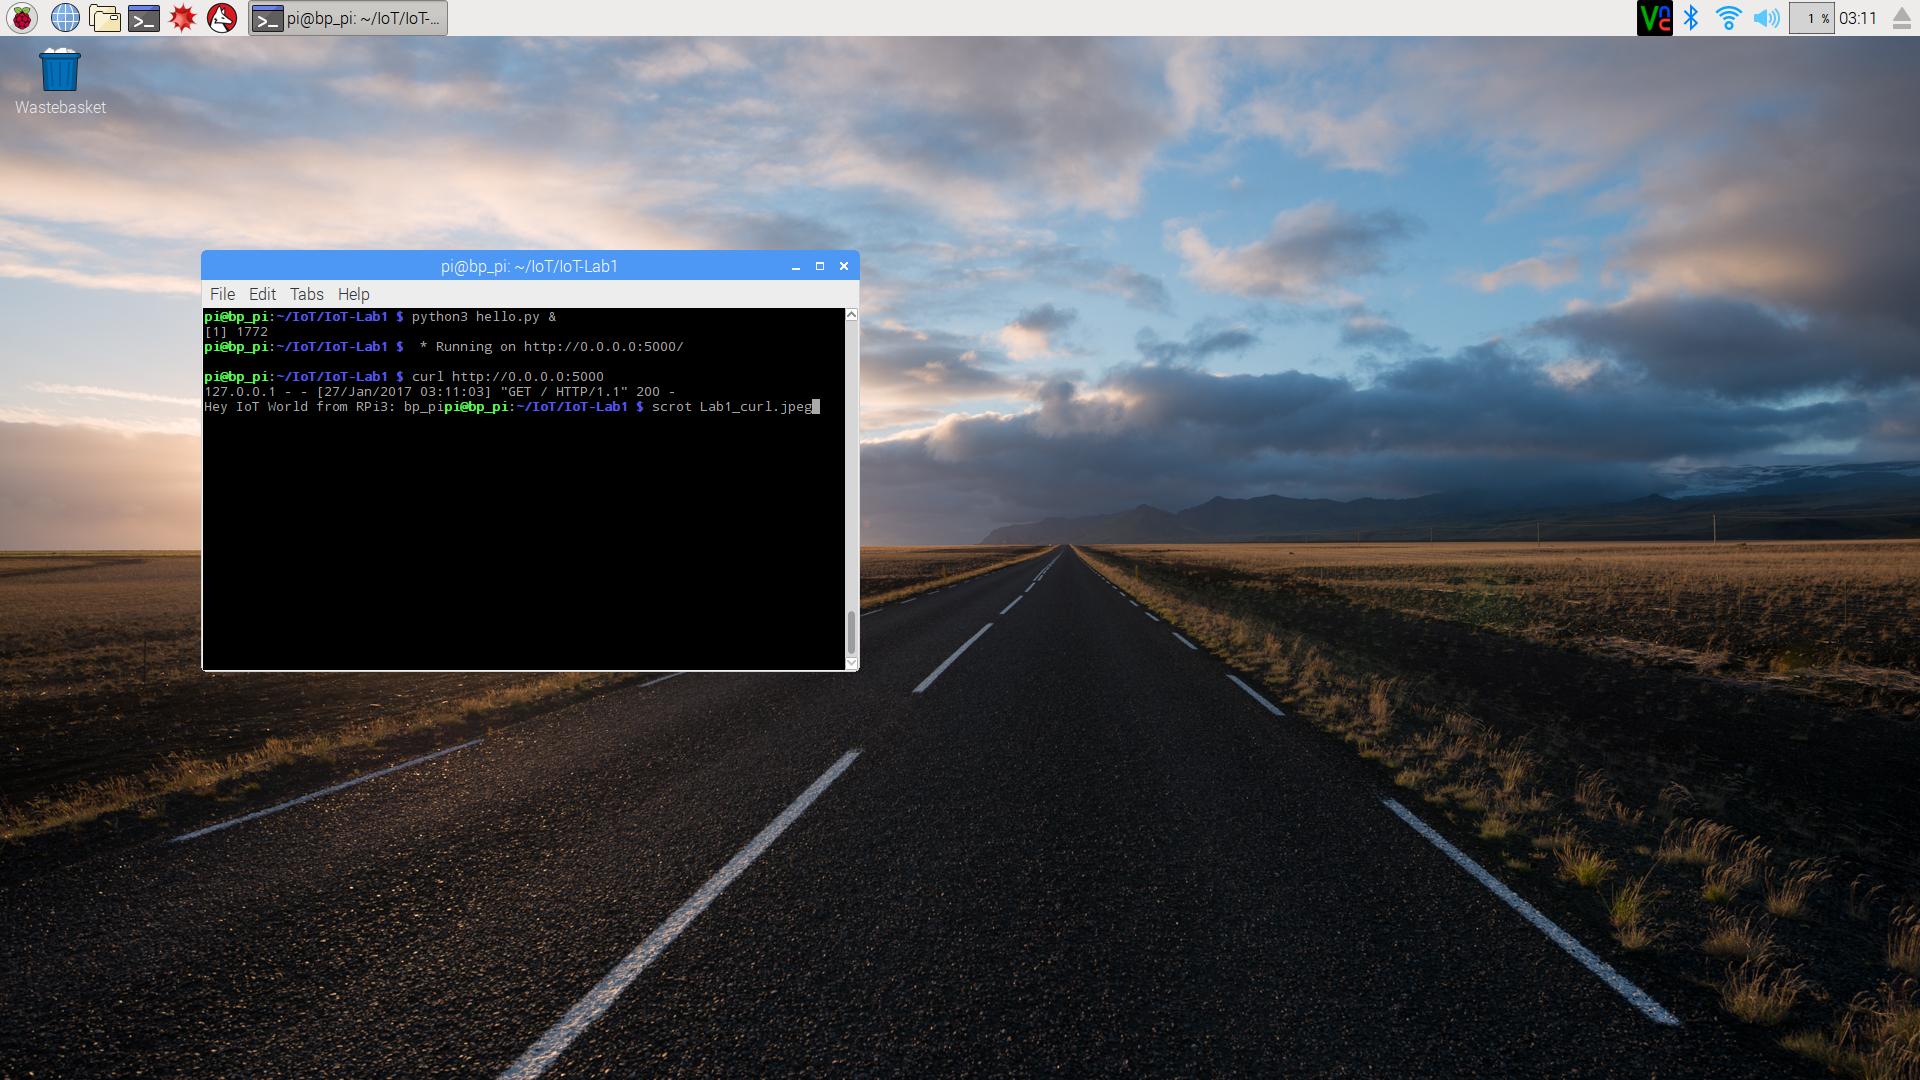 pi@bp_pi: ~/IoT/IoT-...
VNC
1 %
03:11
Wastebasket
pi@bp_pi: ~/IoT/IoT-Lab1
File Edit Tabs Help
pi@bp_pi:~/IoT/IoT-Lab1 $ python3 hello.py &
[1] 1772
pi@bp_pi:~/IoT/IoT-Lab1 $  * Running on http://0.0.0.0:5000/
pi@bp_pi:~/IoT/IoT-Lab1 $ curl http://0.0.0.0:5000
127.0.0.1 - - [27/Jan/2017 03:11:03] "GET / HTTP/1.1" 200 -
Hey IoT World from RPi3: bp_pipi@bp_pi:~/IoT/IoT-Lab1 $ scrot Lab1_curl.jpeg